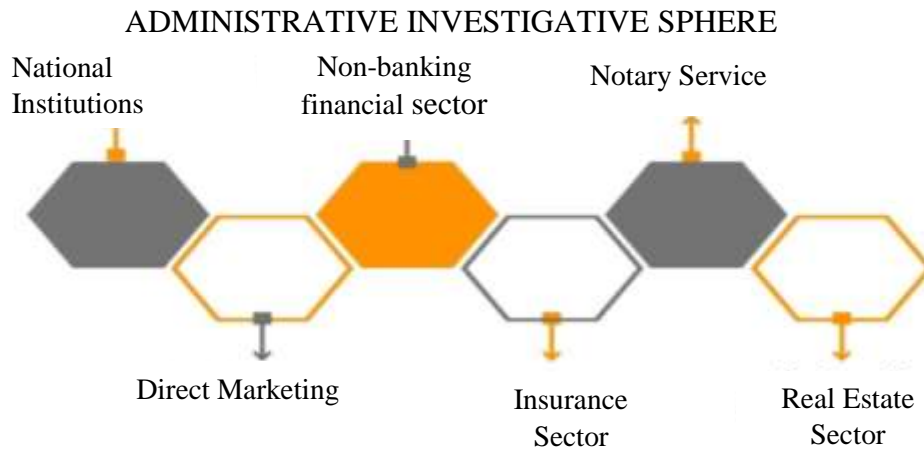 ADMINISTRATIVE INVESTIGATIVE SPHERE
National
Institutions
Non-banking
financial sector
Notary Service
Direct Marketing
Insurance
Sector
Real Estate
Sector